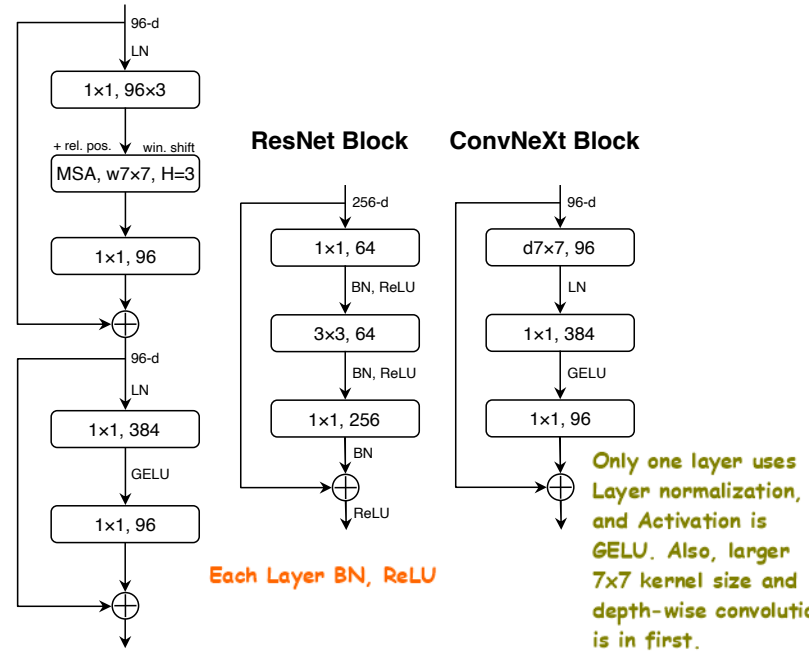 96-d
LN
1×1, 96×3
+ rel. pos. win. shift
MSA, w7×7, H=3
1×1, 96
96-d
LN
1×1, 384
GELU
1×1, 96
ResNet Block
256-d
1×1, 64
BN, ReLU
3×3, 64
BN, ReLU
1×1, 256
BN
ReLU
Each Layer BN, ReLU
ConvNeXt Block
96-d
d7×7, 96
LN
1×1, 384
GELU
1×1, 96
Only one layer uses
Layer normalization,
and Activation is
GELU. Also, larger
7x7 kernel size and
depth-wise convolutio
is in first.